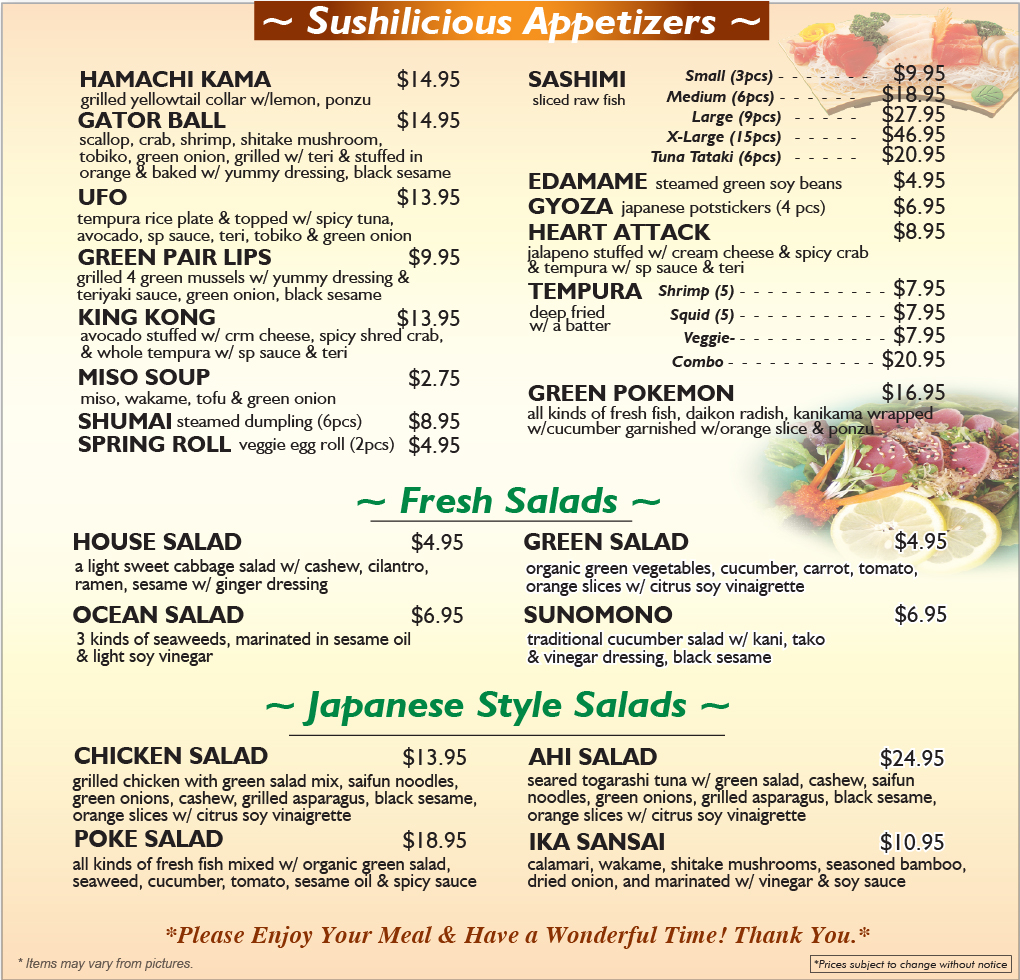 ~ Sushilicious Appetizers ~
HAMACHI KAMA $14.95
grilled yellowtail collar w/lemon, ponzu
GATOR BALL $14.95
scallop, crab, shrimp, shitake mushroom,
tobiko, green onion, grilled w/ teri & stuffed in
orange & baked w/ yummy dressing, black sesame
UFO $13.95
tempura rice plate & topped w/ spicy tuna,
avocado, sp sauce, teri, tobiko & green onion
GREEN PAIR LIPS $9.95
grilled 4 green mussels w/ yummy dressing &
teriyaki sauce, green onion, black sesame
KING KONG $13.95
avocado stuffed w/ crm cheese, spicy shred crab,
& whole tempura w/ sp sauce & teri
MISO SOUP $2.75
miso, wakame, tofu & green onion
SHUMAI steamed dumpling (6pcs) $8.95
SPRING ROLL veggie egg roll (2pcs) $4.95
SASHIMI Small (3pcs) - - - - - - - $9.95
sliced raw fish Medium (6pcs) - - - - - - $18.95
Large (9pcs) - - - - - $27.95
X-Large (15pcs) - - - - - $46.95
Tuna Tataki (6pcs) - - - - - $20.95
EDAMAME steamed green soy beans $4.95
GYOZA japanese potstickers (4 pcs) $6.95
HEART ATTACK $8.95
jalapeno stuffed w/ cream cheese & spicy crab
& tempura w/ sp sauce & teri
TEMPURA Shrimp (5) - - - - - - - - - - - $7.95
deep fried Squid (5) - - - - - - - - - - $7.95
w/ a batter Veggie- - - - - - - - - - - $7.95
Combo - - - - - - - - - - - - $20.95
GREEN POKEMON $16.95
all kinds of fresh fish, daikon radish, kanikama wrapped
w/cucumber garnished w/orange slice & ponzu
~ Fresh Salads ~
HOUSE SALAD $4.95
a light sweet cabbage salad w/ cashew, cilantro,
ramen, sesame w/ ginger dressing
OCEAN SALAD $6.95
3 kinds of seaweeds, marinated in sesame oil
& light soy vinegar
GREEN SALAD $4.95
organic green vegetables, cucumber, carrot, tomato,
orange slices w/ citrus soy vinaigrette
SUNOMONO $6.95
traditional cucumber salad w/ kani, tako
& vinegar dressing, black sesame
~ Japanese Style Salads ~
CHICKEN SALAD $13.95
grilled chicken with green salad mix, saifun noodles,
green onions, cashew, grilled asparagus, black sesame,
orange slices w/ citrus soy vinaigrette
POKE SALAD $18.95
all kinds of fresh fish mixed w/ organic green salad,
seaweed, cucumber, tomato, sesame oil & spicy sauce
AHI SALAD $24.95
seared togarashi tuna w/ green salad, cashew, saifun
noodles, green onions, grilled asparagus, black sesame,
orange slices w/ citrus soy vinaigrette
IKA SANSAI $10.95
calamari, wakame, shitake mushrooms, seasoned bamboo,
dried onion, and marinated w/ vinegar & soy sauce
*Please Enjoy Your Meal & Have a Wonderful Time! Thank You.*
* Items may vary from pictures.
*Prices subject to change without notice